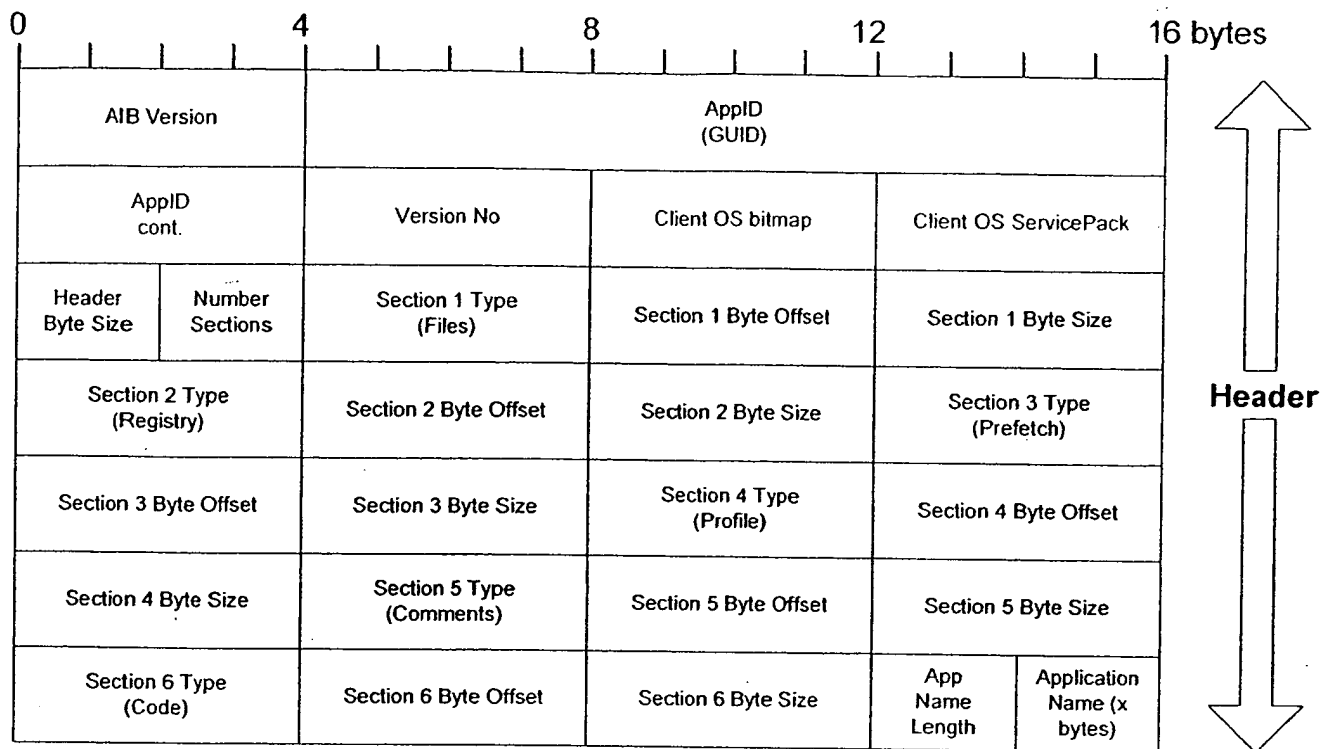 0 4 8 12 16 bytes
AIB Version
AppID
(GUID)
AppID
cont.
Version No
Client OS bitmap
Client OS ServicePack
Header
Byte Size
Number
Sections
Section 1 Type
(Files)
Section 1 Byte Offset
Section 1 Byte Size
Section 2 Type
(Registry)
Section 2 Byte Offset
Section 2 Byte Size
Section 3 Type
(Prefetch)
Header
Section 3 Byte Offset
Section 3 Byte Size
Section 4 Type
(Profile)
Section 4 Byte Offset
Section 4 Byte Size
Section 5 Type
(Comments)
Section 5 Byte Offset
Section 5 Byte Size
Section 6 Type
(Code)
Section 6 Byte Offset
Section 6 Byte Size
App
Name
Length
Application
Name (x
bytes)